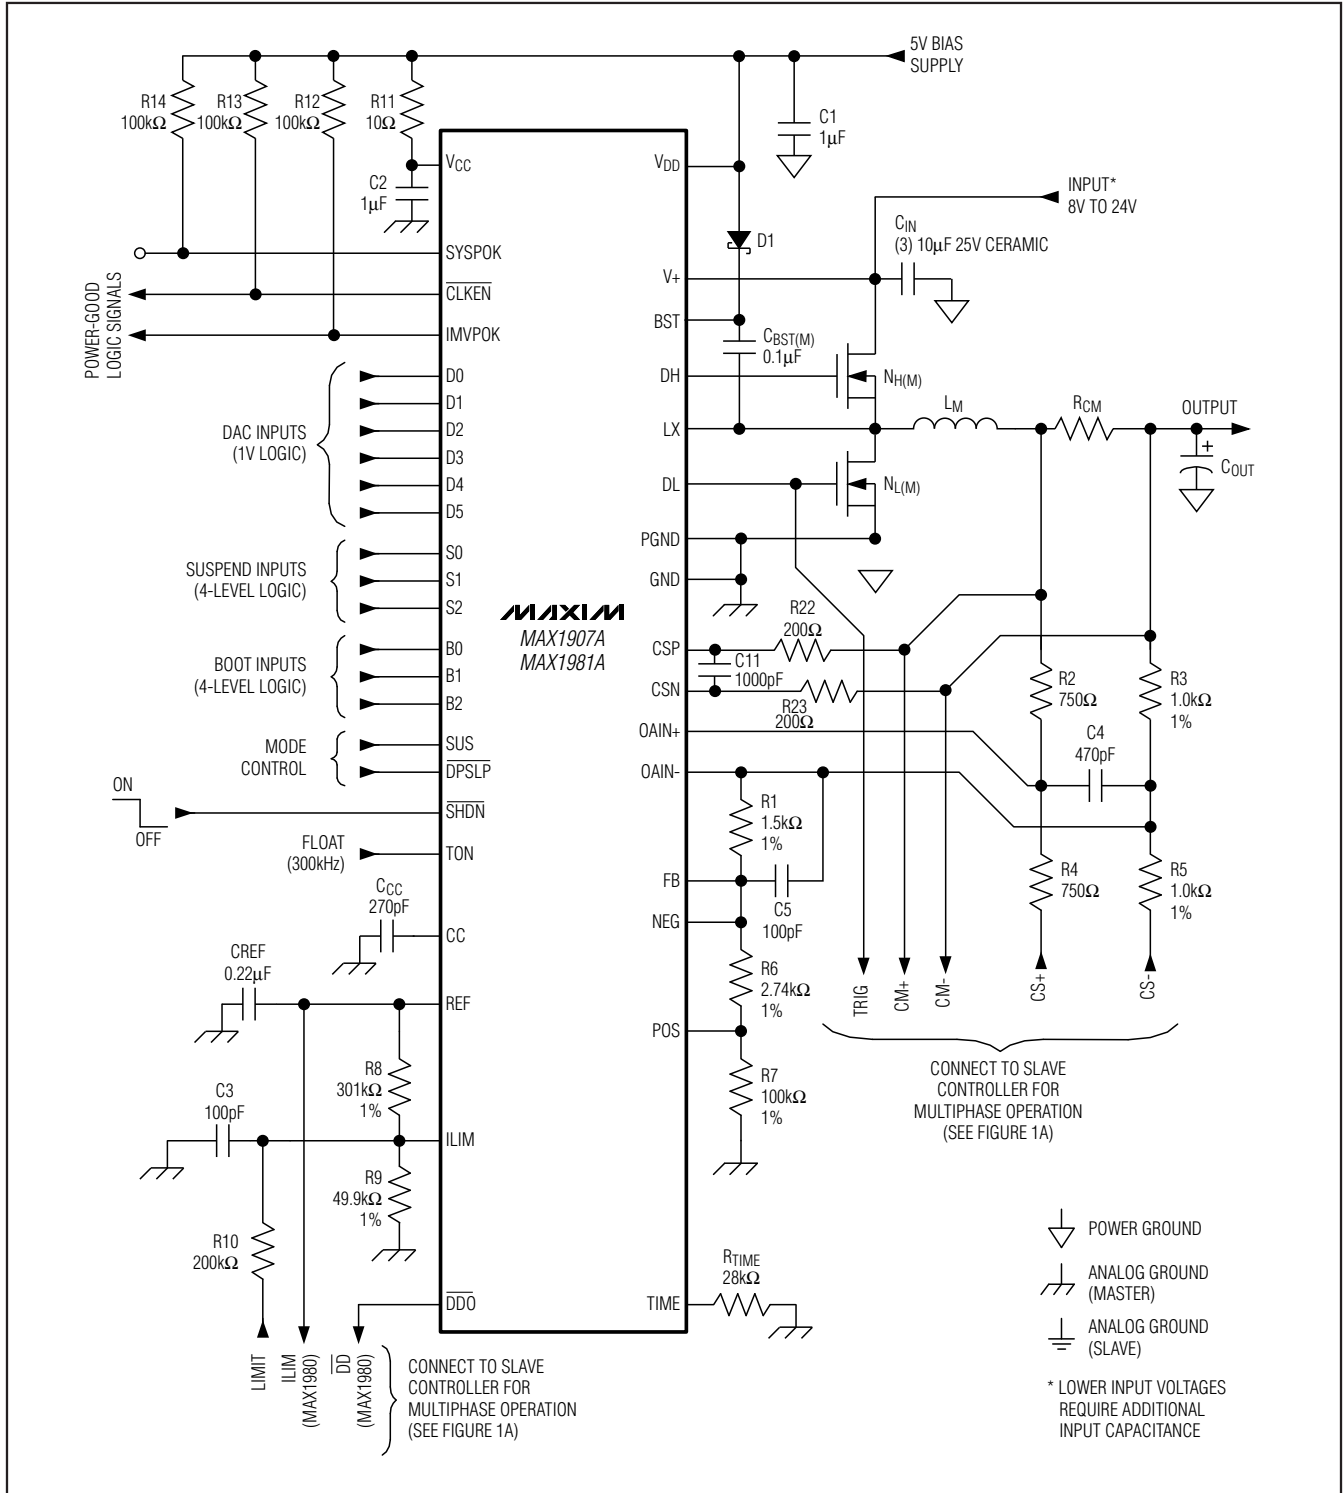 5V BIAS
SUPPLY
R14
100kΩ
R13
100kΩ
R12
100kΩ
R11
10Ω
C1
1µF
VCC
VDD
C2
1µF
INPUT*
8V TO 24V
CIN
(3) 10µF 25V CERAMIC
D1
SYSPOK
V+
CLKEN
BST
IMVPOK
POWER-GOOD
LOGIC SIGNALS
CBST(M)
0.1µF
D0
DH
NH(M)
D1
D2
LX
LM
RCM
OUTPUT
DAC INPUTS
(1V LOGIC)
D3
D4
DL
NL(M)
COUT
D5
PGND
S0
GND
SUSPEND INPUTS
(4-LEVEL LOGIC)
S1
S2
MAXIM
MAX1907A
MAX1981A
R22
200Ω
B0
CSP
C11
1000pF
BOOT INPUTS
(4-LEVEL LOGIC)
B1
CSN
B2
R23
200Ω
R2
750Ω
R3
1.0kΩ
1%
OAIN+
C4
470pF
MODE
CONTROL
SUS
DPSLP
OAIN-
ON
OFF
SHDN
R1
1.5kΩ
1%
FLOAT
(300kHz)
TON
FB
R4
750Ω
R5
1.0kΩ
1%
CCC
270pF
C5
100pF
NEG
CC
CREF
0.22µF
R6
2.74kΩ
1%
TRIG
CM+
CM-
CS+
CS-
REF
POS
R8
301kΩ
1%
R7
100kΩ
1%
CONNECT TO SLAVE
CONTROLLER FOR
MULTIPHASE OPERATION
(SEE FIGURE 1A)
C3
100pF
ILIM
R9
49.9kΩ
1%
R10
200kΩ
POWER GROUND
RTIME
28kΩ
ANALOG GROUND
(MASTER)
DDO
TIME
ANALOG GROUND
(SLAVE)
LIMIT
ILIM
(MAX1980)
DD
(MAX1980)
CONNECT TO SLAVE
CONTROLLER FOR
MULTIPHASE OPERATION
(SEE FIGURE 1A)
* LOWER INPUT VOLTAGES
REQUIRE ADDITIONAL
INPUT CAPACITANCE